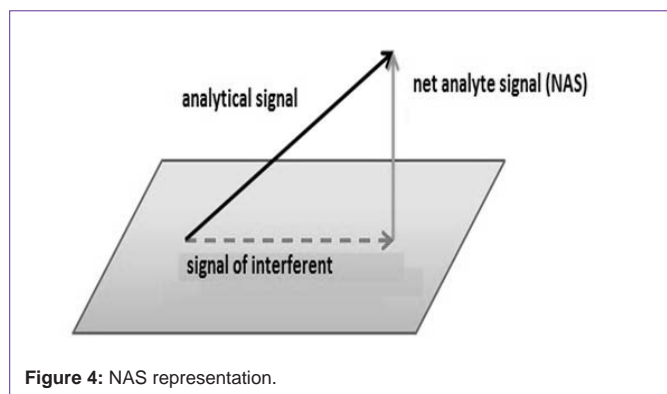 analytical signal
net analyte signal (NAS)
signal of interferent
Figure 4: NAS representation.